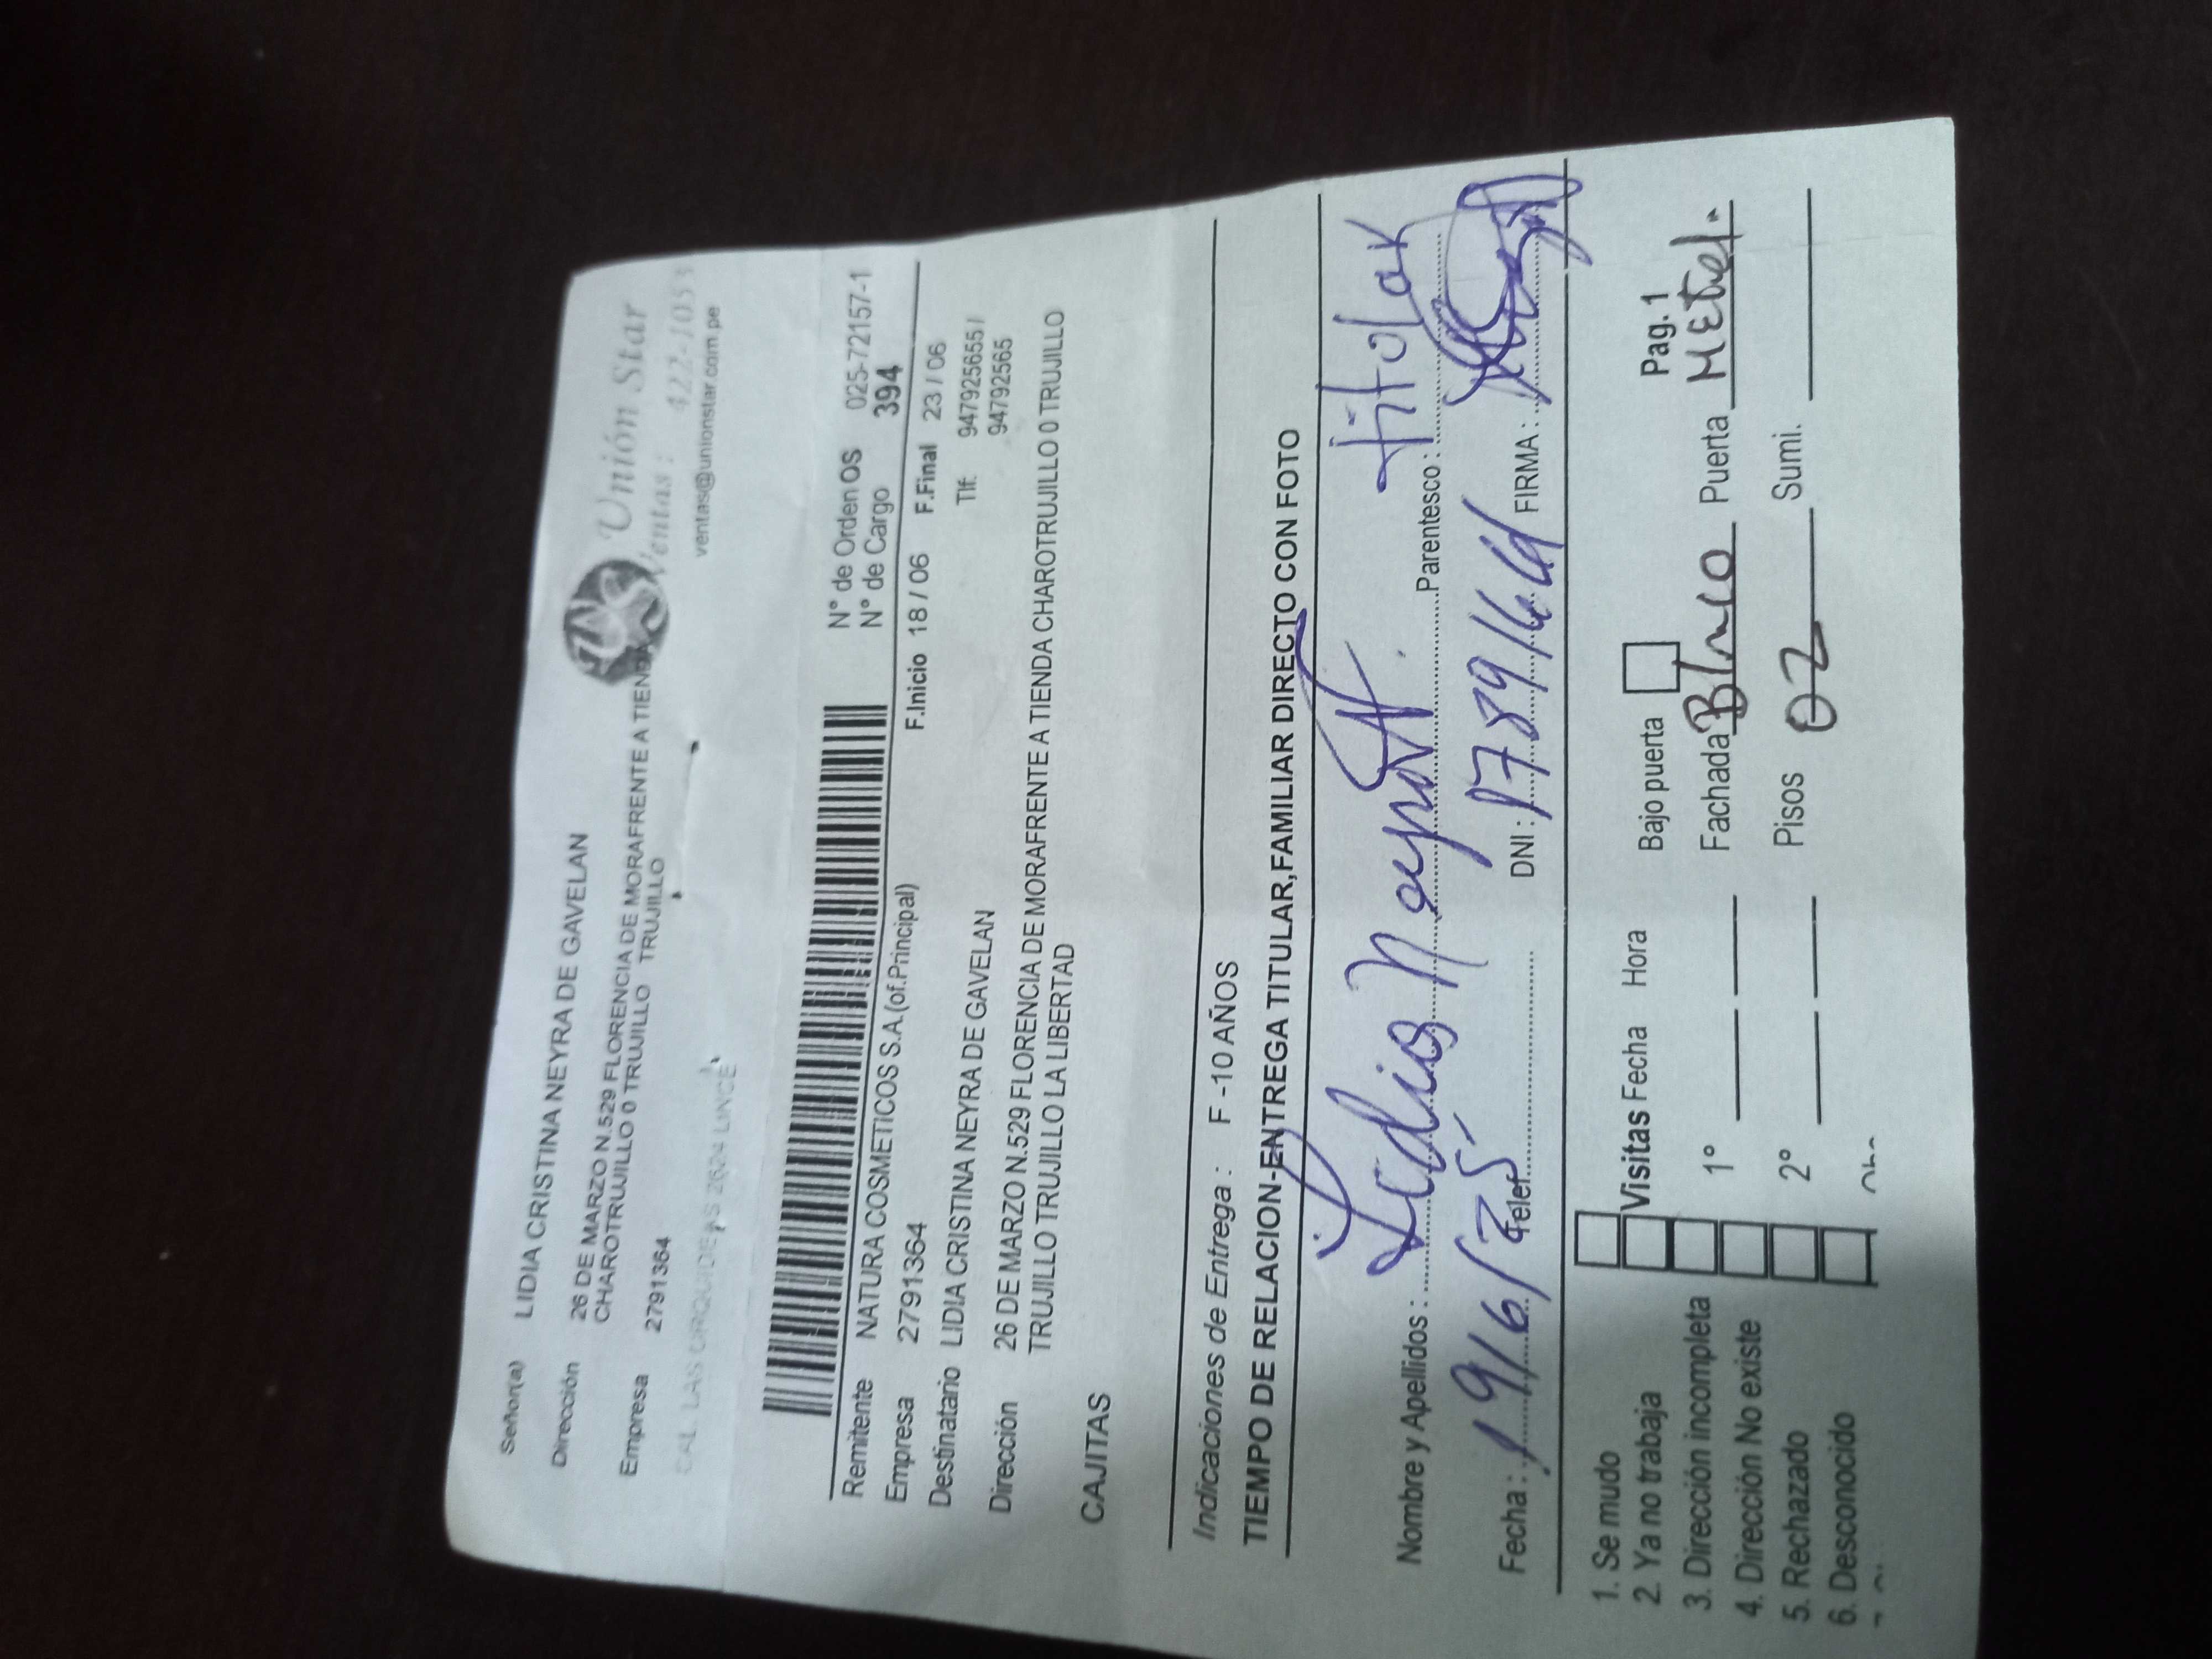 Señor(a) LIDIA CRISTINA NEYRA DE GAVELAN
Unión Star
Dirección 26 DE MARZO N.529 FLORENCIA DE MORAFRENTE A TIENDA
CHAROTRUJILLO 0 TRUJILLO TRUJILLO
Ventas : 422-1053
Empresa 2791364
ventas@unionstar.com.pe
CAL. LAS ORQUIDEAS 2624 LINCE
N° de Orden OS 025-72157-1
N° de Cargo 394
Remitente NATURA COSMETICOS S.A.(of.Principal)
Empresa 2791364 F.Inicio 18 / 06 F.Final 23 / 06
Destinatario LIDIA CRISTINA NEYRA DE GAVELAN Tlf: 947925655 /
94792565
Dirección 26 DE MARZO N.529 FLORENCIA DE MORAFRENTE A TIENDA CHAROTRUJILLO 0 TRUJILLO
TRUJILLO TRUJILLO LA LIBERTAD
CAJITAS
Indicaciones de Entrega : F -10 AÑOS
TIEMPO DE RELACION-ENTREGA TITULAR,FAMILIAR DIRECTO CON FOTO
Nombre y Apellidos : Lidia Parentesco : titular
Fecha : 19/6/25 Telef. DNI : FIRMA :
1. Se mudo
2. Ya no trabaja Visitas Fecha Hora Bajo puerta Pag. 1
3. Dirección incompleta 1° Fachada Blnco Puerta Metal.
4. Dirección No existe
5. Rechazado 2° Pisos 02 Sumi.
6. Desconocido